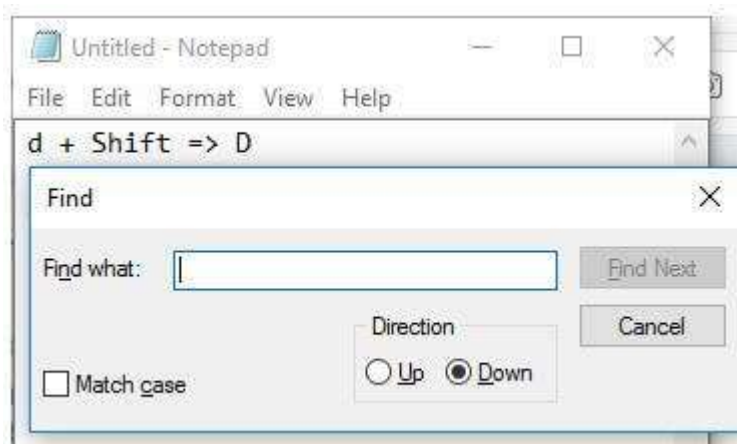 Untitled - Notepad
File Edit Format View Help
d + Shift => D
Find
Find what:
Find Next
Direction
Cancel
Up Down
Match case